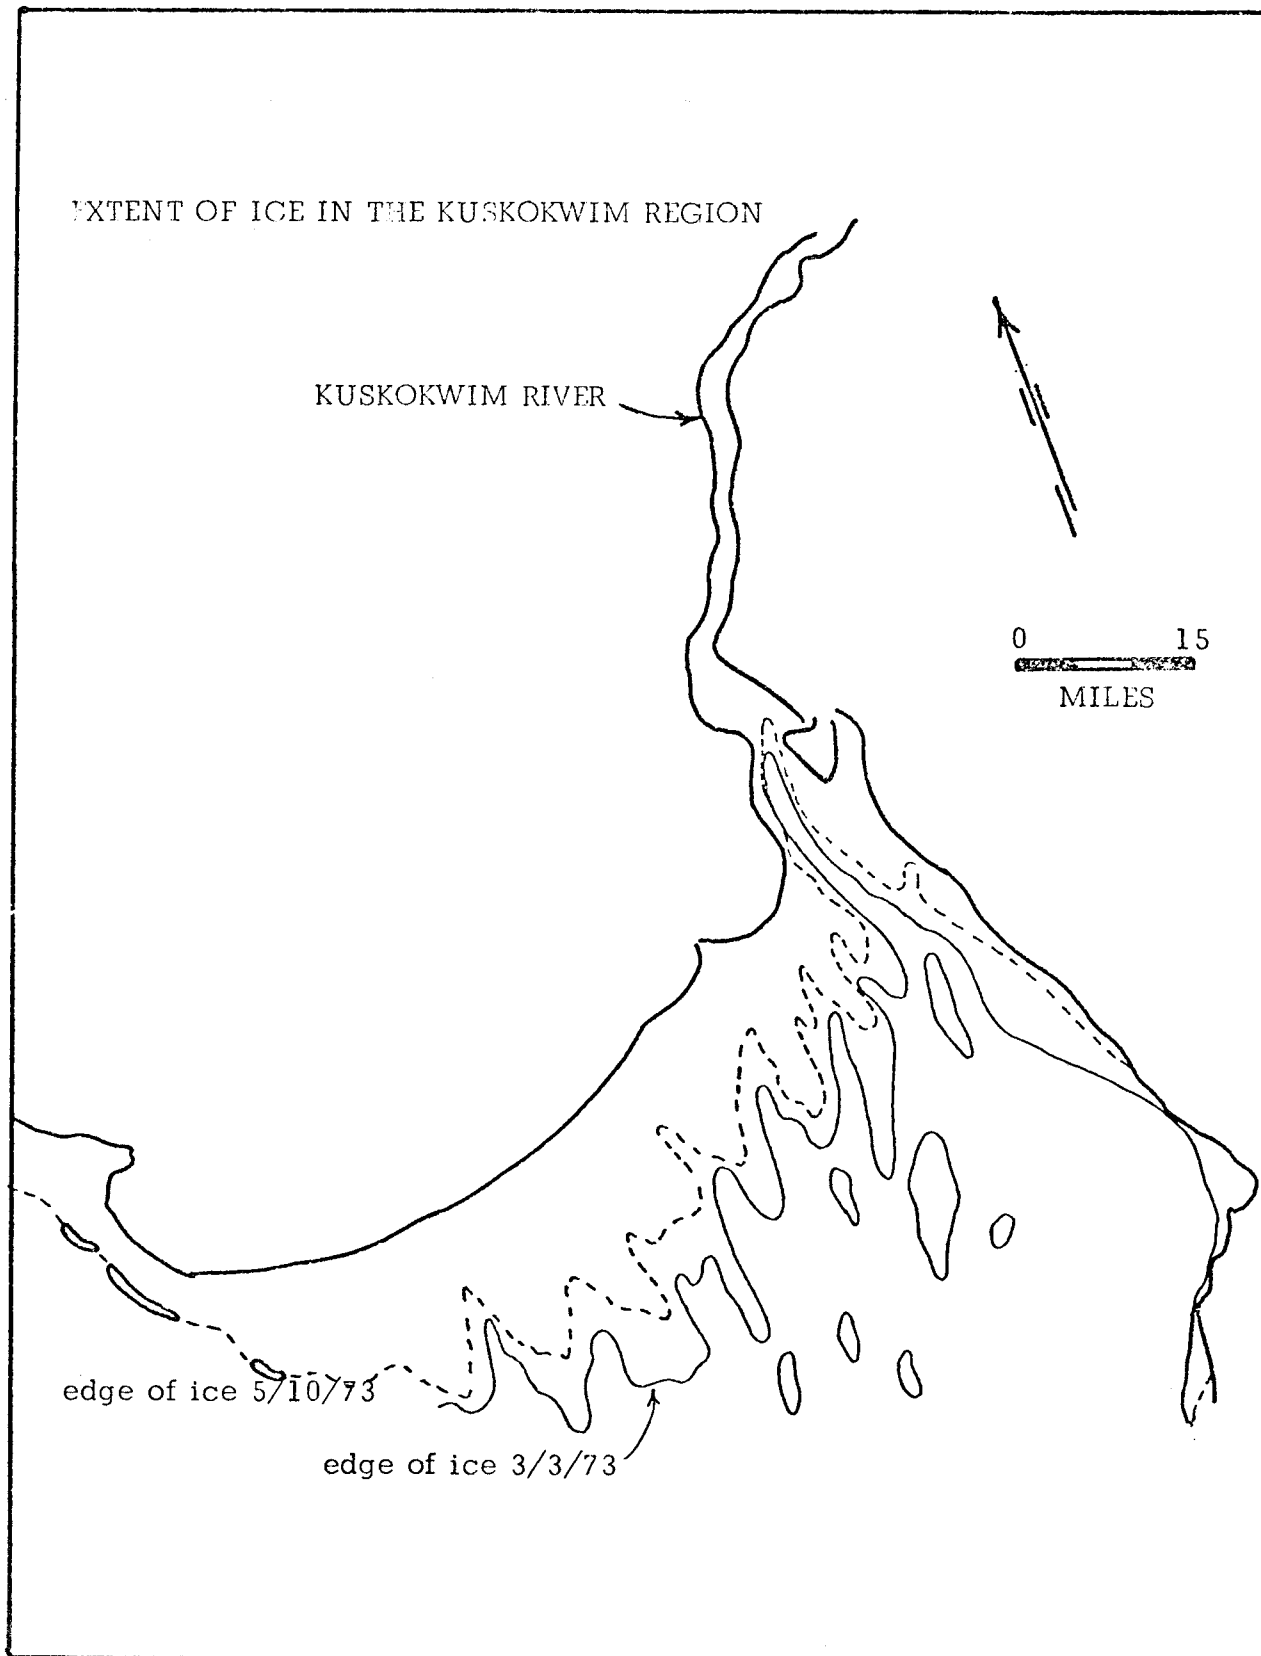 EXTENT OF ICE IN THE KUSKOKWIM REGION
KUSKOKWIM RIVER
0 15
MILES
edge of ice 5/10/73
edge of ice 3/3/73